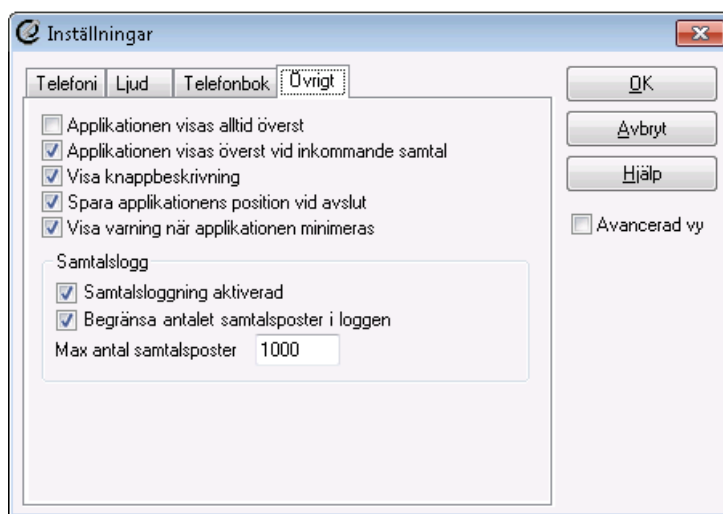 Inställningar
Telefoni Ljud Telefonbok Övrigt
Applikationen visas alltid överst
Applikationen visas överst vid inkommande samtal
Visa knappbeskrivning
Spara applikationens position vid avslut
Visa varning när applikationen minimeras
Samtalslogg
Samtalsloggning aktiverad
Begränsa antalet samtalsposter i loggen
Max antal samtalsposter 1000
OK
Avbryt
Hjälp
Avancerad vy